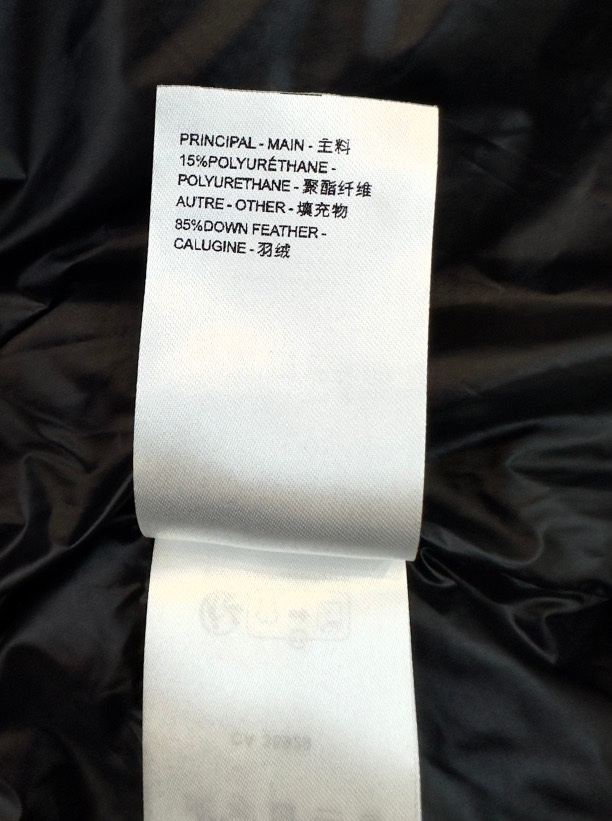 PRINCIPAL - MAIN - 主料
15%POLYURÉTHANE -
POLYURETHANE - 聚酯纤维
AUTRE - OTHER - 填充物
85%DOWN FEATHER -
CALUGINE - 羽绒